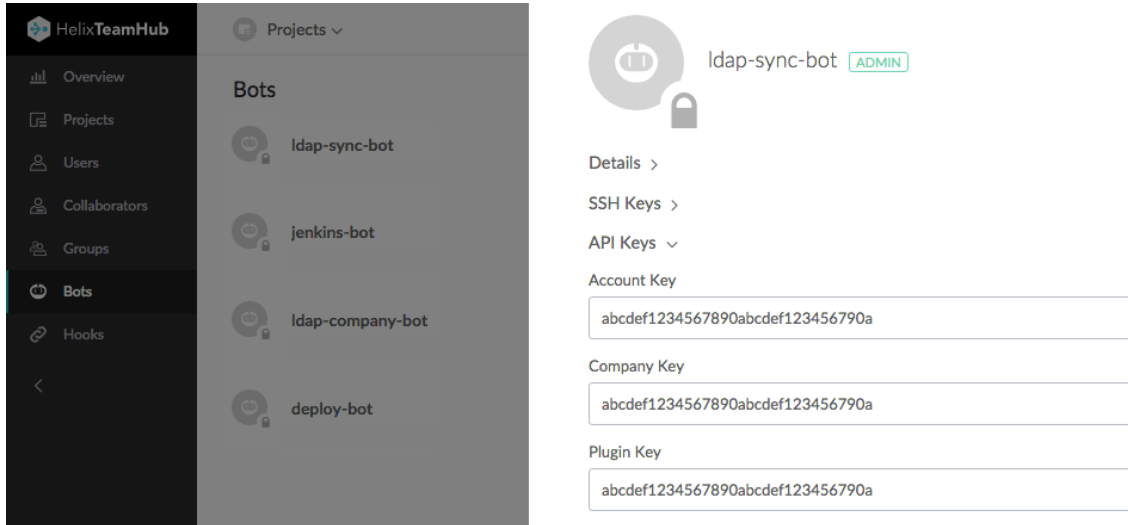 HelixTeamHub
Overview
Projects
Users
Collaborators
Groups
Bots
Hooks
Projects
Bots
ldap-sync-bot
jenkins-bot
ldap-company-bot
deploy-bot
ldap-sync-bot ADMIN
Details
SSH Keys
API Keys
Account Key
abcdef1234567890abcdef123456790a
Company Key
abcdef1234567890abcdef123456790a
Plugin Key
abcdef1234567890abcdef123456790a